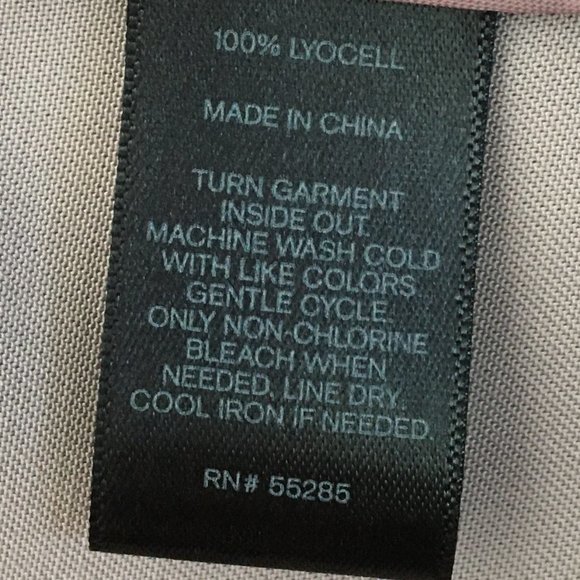 100% LYOCELL
MADE IN CHINA
TURN GARMENT
INSIDE OUT
MACHINE WASH COLD
WITH LIKE COLORS
GENTLE CYCLE
ONLY NON-CHLORINE
BLEACH WHEN
NEEDED, LINE DRY.
COOL IRON IF NEEDED.
RN# 55285